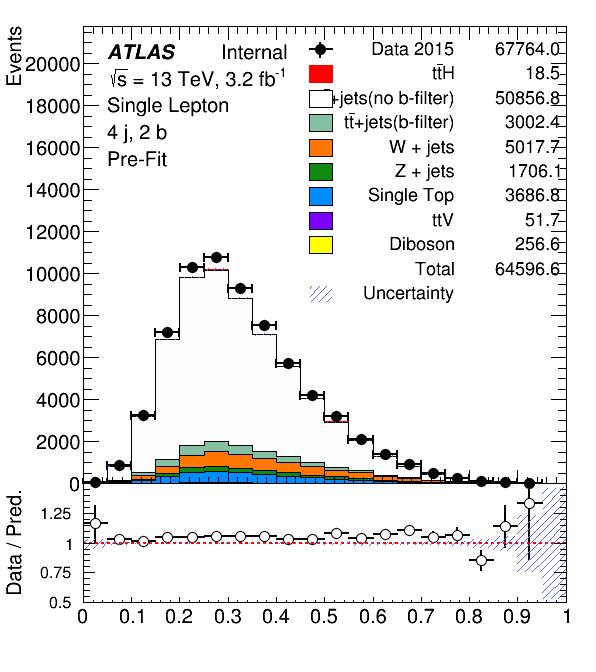 Events
ATLAS Internal
√s = 13 TeV, 3.2 fb-1
Single Lepton
4 j, 2 b
Pre-Fit
Data 2015 67764.0
tt̄H 18.5
+jets(no b-filter) 50856.8
tt̄+jets(b-filter) 3002.4
W + jets 5017.7
Z + jets 1706.1
Single Top 3686.8
ttV 51.7
Diboson 256.6
Total 64596.6
Uncertainty
20000
18000
16000
14000
12000
10000
8000
6000
4000
2000
0
Data / Pred.
1.25
1
0.75
0.5
0 0.1 0.2 0.3 0.4 0.5 0.6 0.7 0.8 0.9 1